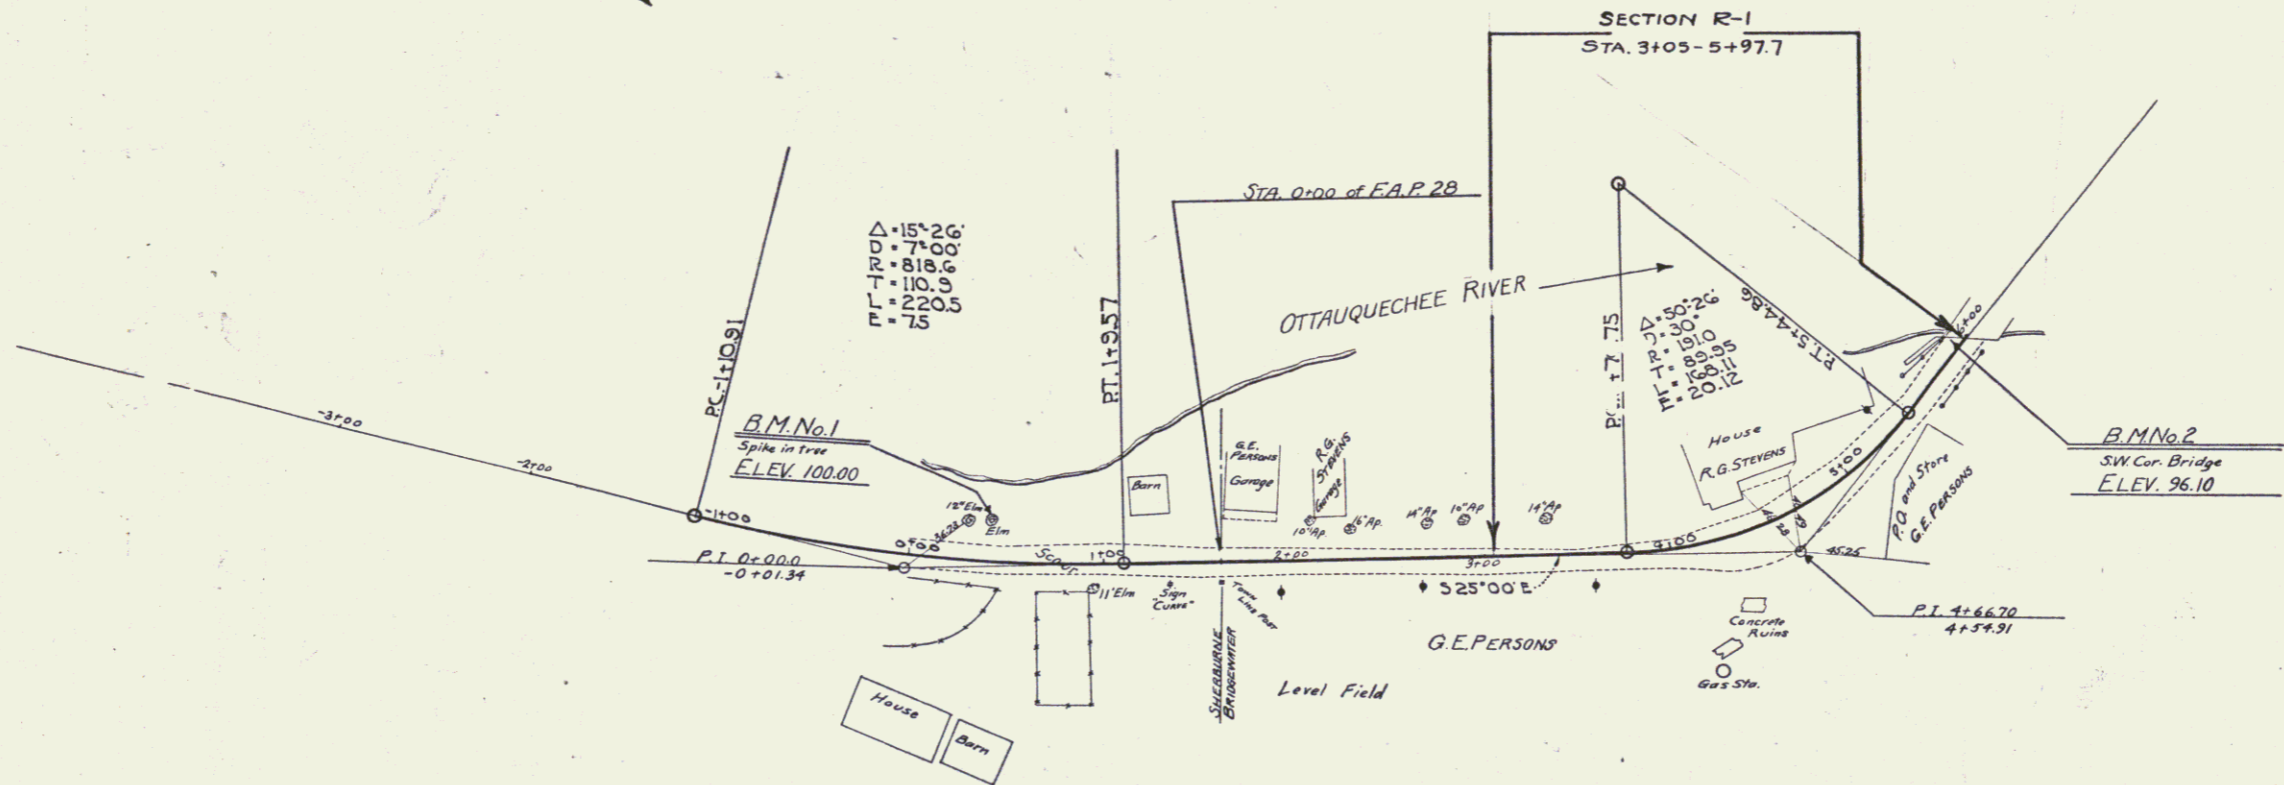 SECTION R-1
STA. 3+05-5+97.7
STA. 0+00 of F.A.P. 28
Δ=15°-26'
D = 7°00'
R = 818.6
T = 110.9
L = 220.5
E = 7.5
OTTAUQUECHEE RIVER
P.C.-1+10.91
P.T. 1+9.57
P.C. +7.75
P.T. 5+44.86
Δ=50°-26'
D=30°
R=191.0
T=89.95
L=168.11
E=20.12
6+00
-3+00
-2+00
-1+00
B.M. No.1
Spike in tree
ELEV. 100.00
G.E.
PERSONS
Garage
R.G.
STEVENS
Garage
Barn
House
R.G. STEVENS
5+00
P.O. and Store
G.E. PERSONS
B.M. No.2
S.W. Cor. Bridge
ELEV. 96.10
12" Elm
Elm
36.23
10" Ap.
16" Ap.
14" Ap
10" Ap
14" Ap
0+00
1+00
2+00
3+00
4+00
45.25
P.I. 0+00.0
-0+01.34
11" Elm
Sign
"CURVE"
TOWN
LINE POST
S 25°00' E
P.I. 4+66.70
4+54.91
Concrete
Ruins
Gas Sta.
G.E. PERSONS
SHERBURNE
BRIDGEWATER
Level Field
House
Barn